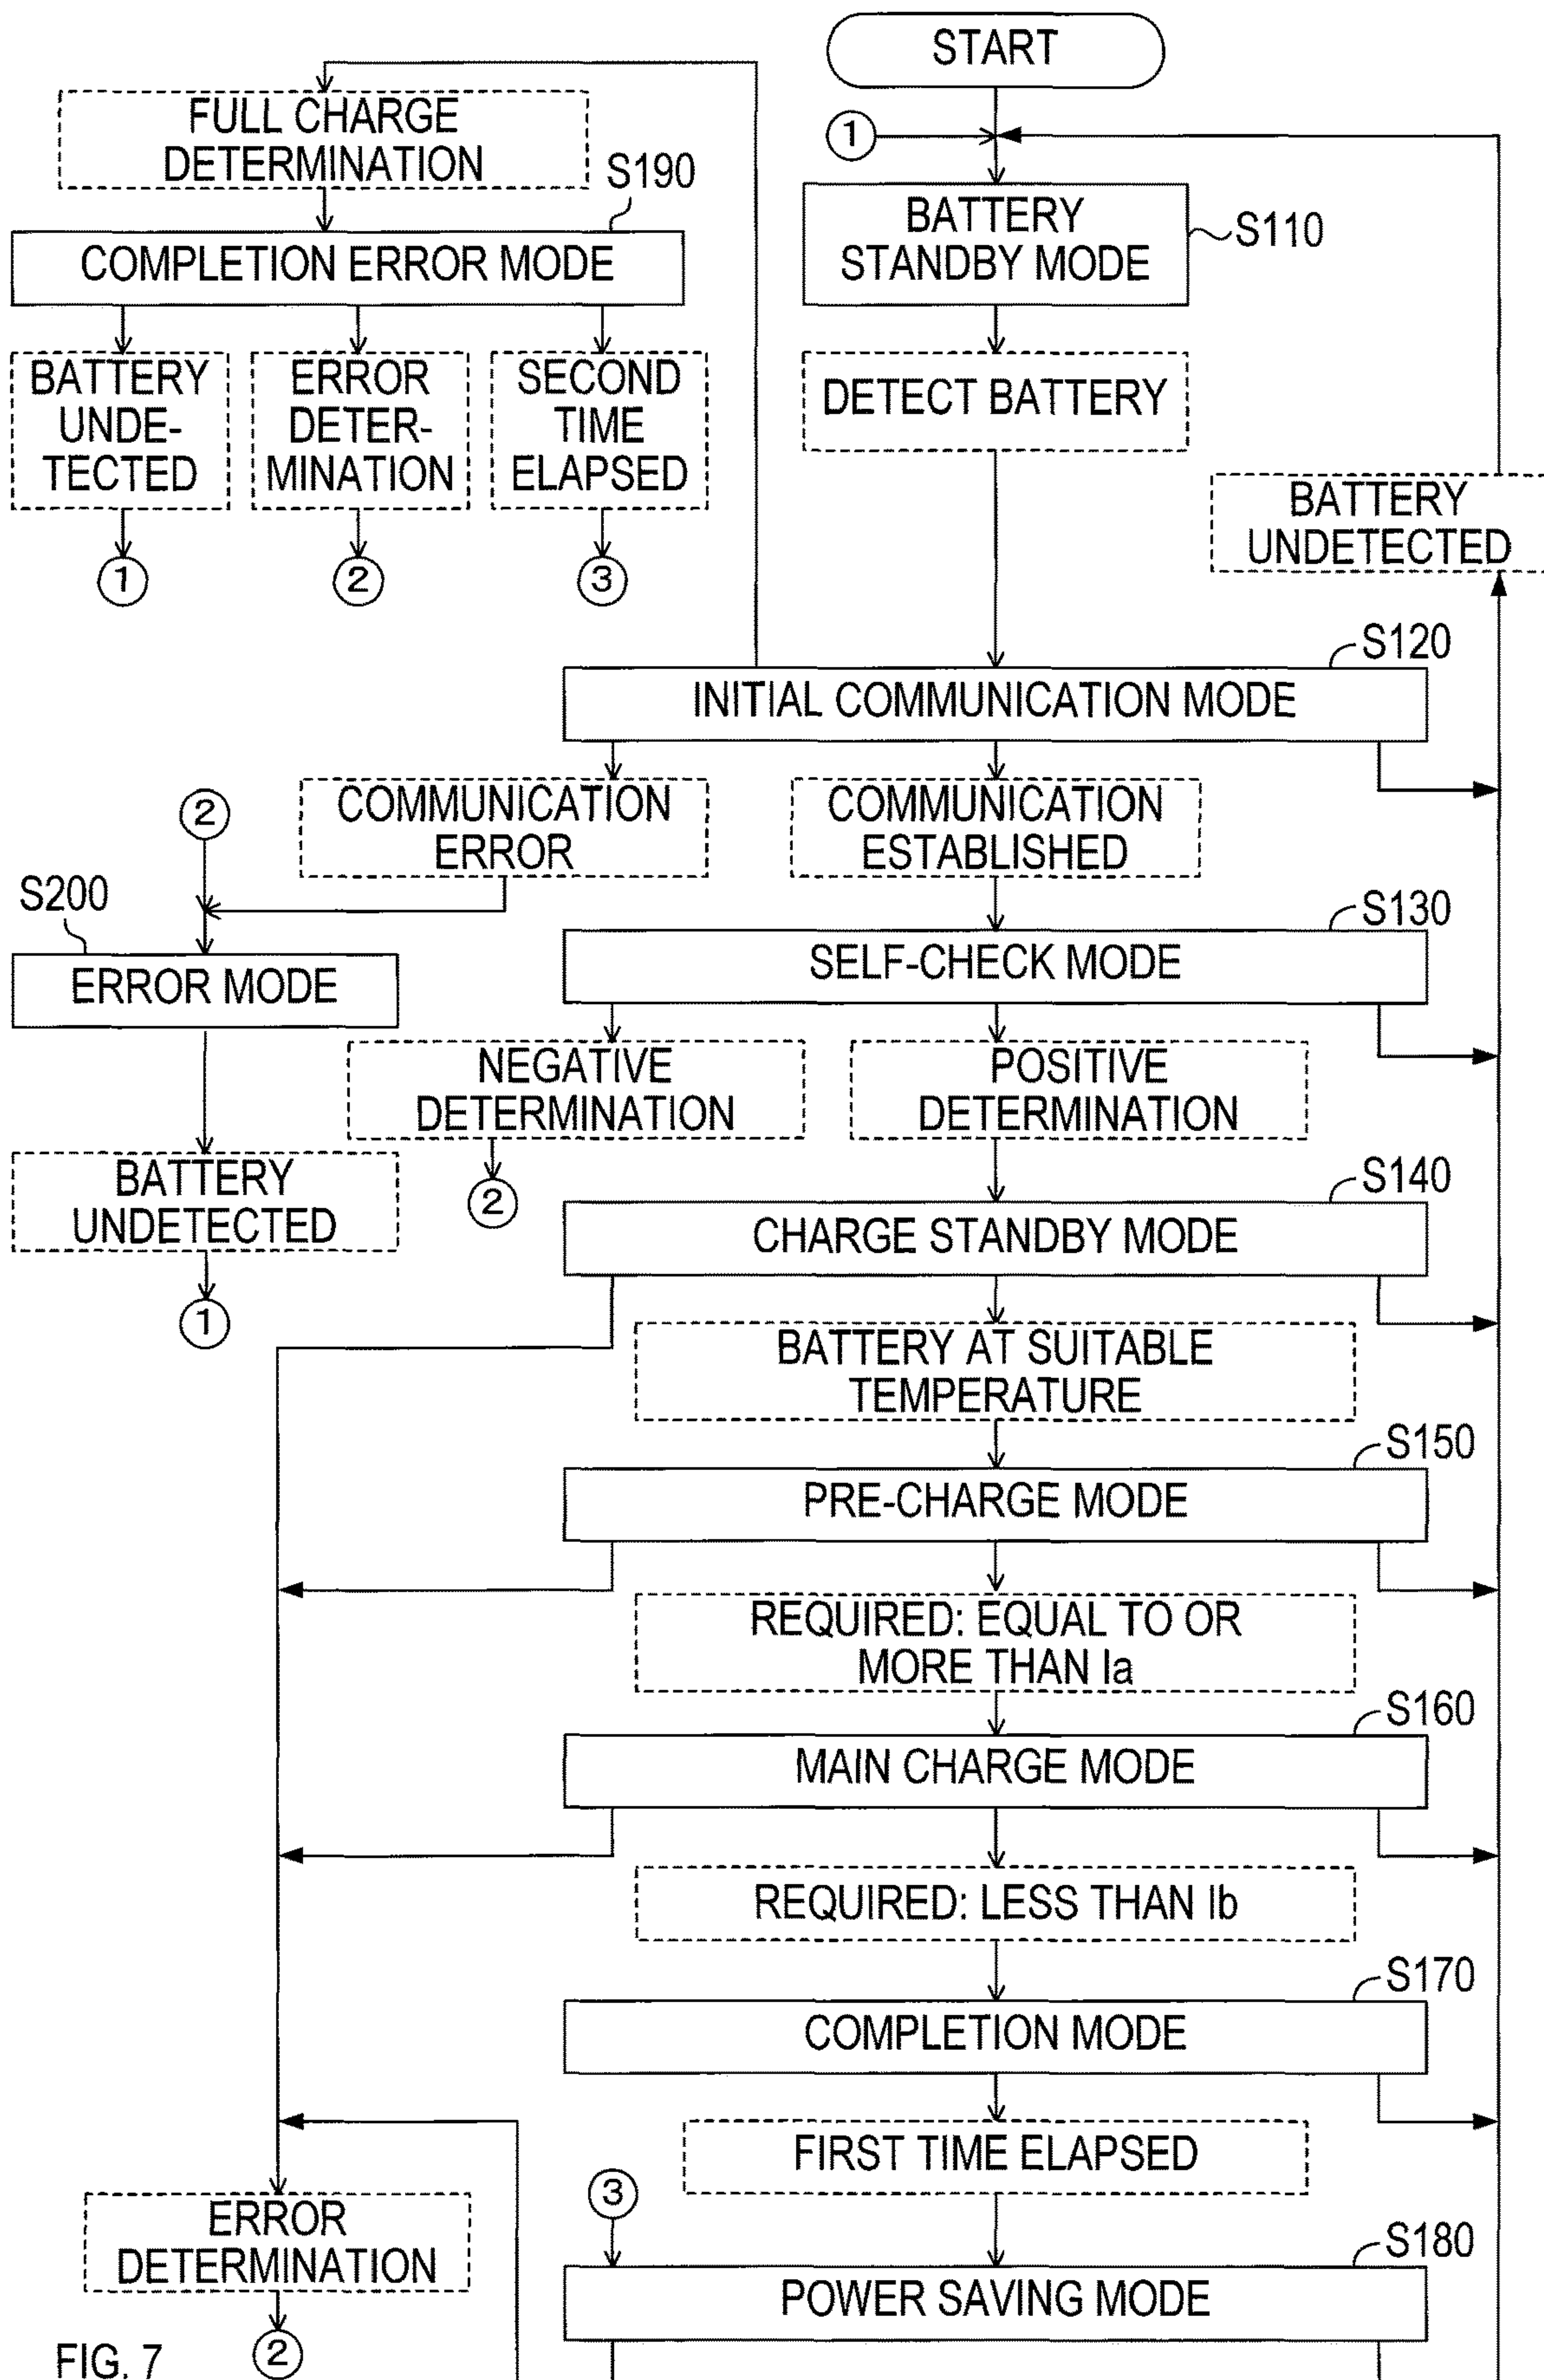 START
FULL CHARGE
DETERMINATION
1
S190
BATTERY
STANDBY MODE
S110
COMPLETION ERROR MODE
BATTERY
UNDE-
TECTED
ERROR
DETER-
MINATION
SECOND
TIME
ELAPSED
DETECT BATTERY
BATTERY
UNDETECTED
1
2
3
S120
INITIAL COMMUNICATION MODE
COMMUNICATION
ERROR
COMMUNICATION
ESTABLISHED
2
S200
S130
ERROR MODE
SELF-CHECK MODE
NEGATIVE
DETERMINATION
POSITIVE
DETERMINATION
BATTERY
UNDETECTED
2
S140
CHARGE STANDBY MODE
1
BATTERY AT SUITABLE
TEMPERATURE
S150
PRE-CHARGE MODE
REQUIRED: EQUAL TO OR
MORE THAN Ia
S160
MAIN CHARGE MODE
REQUIRED: LESS THAN Ib
S170
COMPLETION MODE
FIRST TIME ELAPSED
3
ERROR
DETERMINATION
S180
POWER SAVING MODE
2
FIG. 7